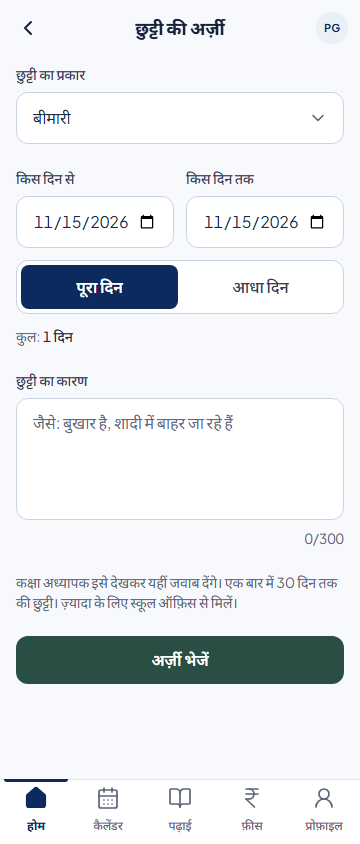 छुट्टी की अर्ज़ी
PG
छुट्टी का प्रकार
बीमारी
किस दिन से
किस दिन तक
11/15/2026
11/15/2026
पूरा दिन
आधा दिन
कुल: 1 दिन
छुट्टी का कारण
जैसे: बुखार है, शादी में बाहर जा रहे हैं
0/300
कक्षा अध्यापक इसे देखकर यहीं जवाब देंगे। एक बार में 30 दिन तक
की छुट्टी। ज़्यादा के लिए स्कूल ऑफ़िस से मिलें।
अर्ज़ी भेजें
होम
कैलेंडर
पढ़ाई
फ़ीस
प्रोफ़ाइल